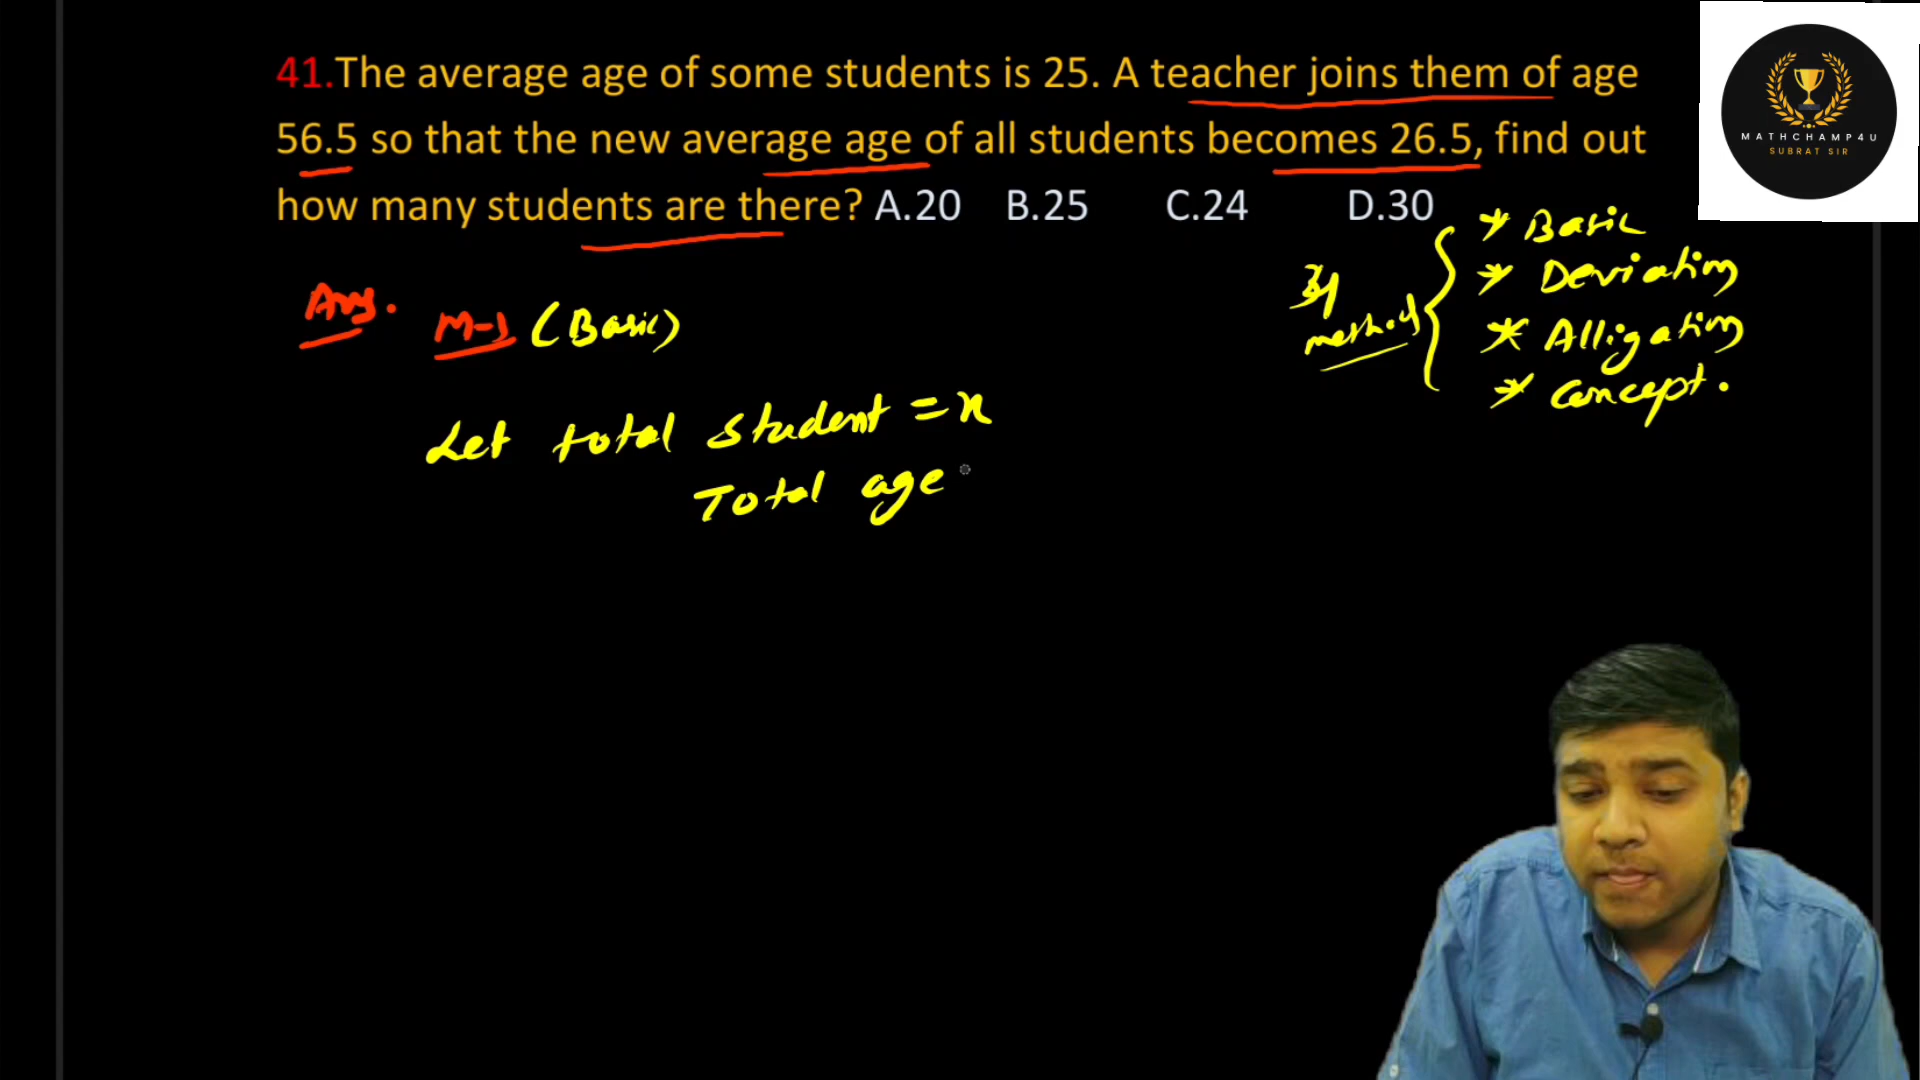 41.The average age of some students is 25. A teacher joins them of age
56.5 so that the new average age of all students becomes 26.5, find out
how many students are there? A.20 B.25 C.24 D.30
MATHCHAMP4U
SUBRAT SIR
* Basic
* Deviating
* Alligating
* Concept.
method
Ans.
M-1 (Basic)
Let total student = x
Total age